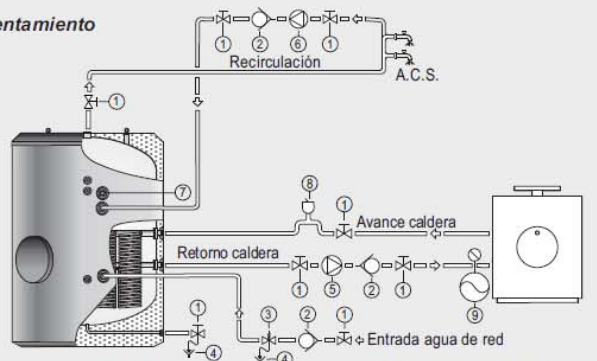 entamiento
1 2 6 1
Recirculación
A.C.S.
1
7
8
1
Avance caldera
Retorno caldera
1 5 2 1
9
1
3 2 1
Entrada agua de red
4 4